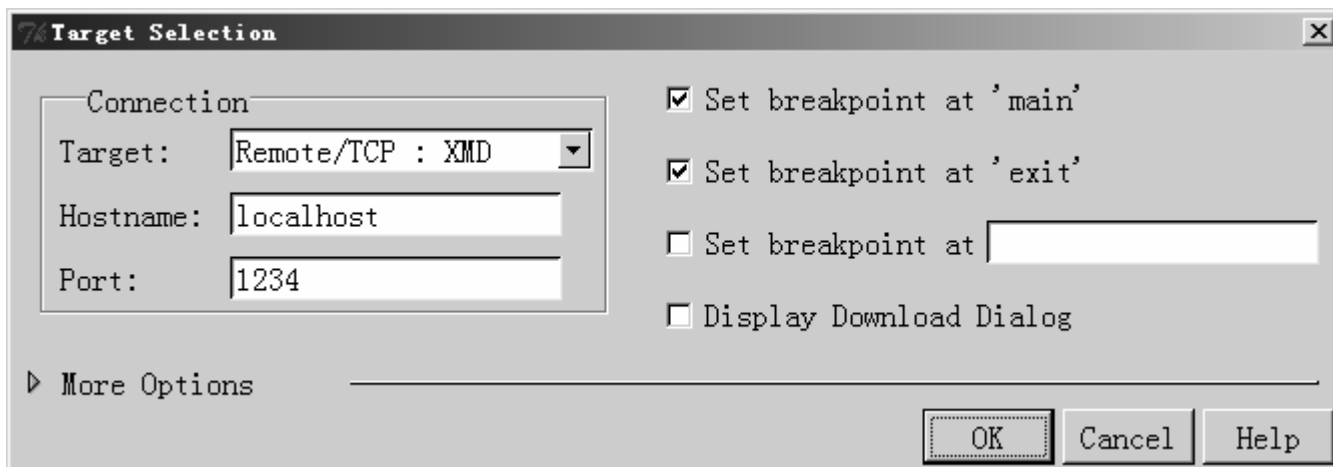 Target Selection
Connection
Target: Remote/TCP : XMD
Hostname: localhost
Port: 1234
Set breakpoint at 'main'
Set breakpoint at 'exit'
Set breakpoint at
Display Download Dialog
More Options
OK Cancel Help